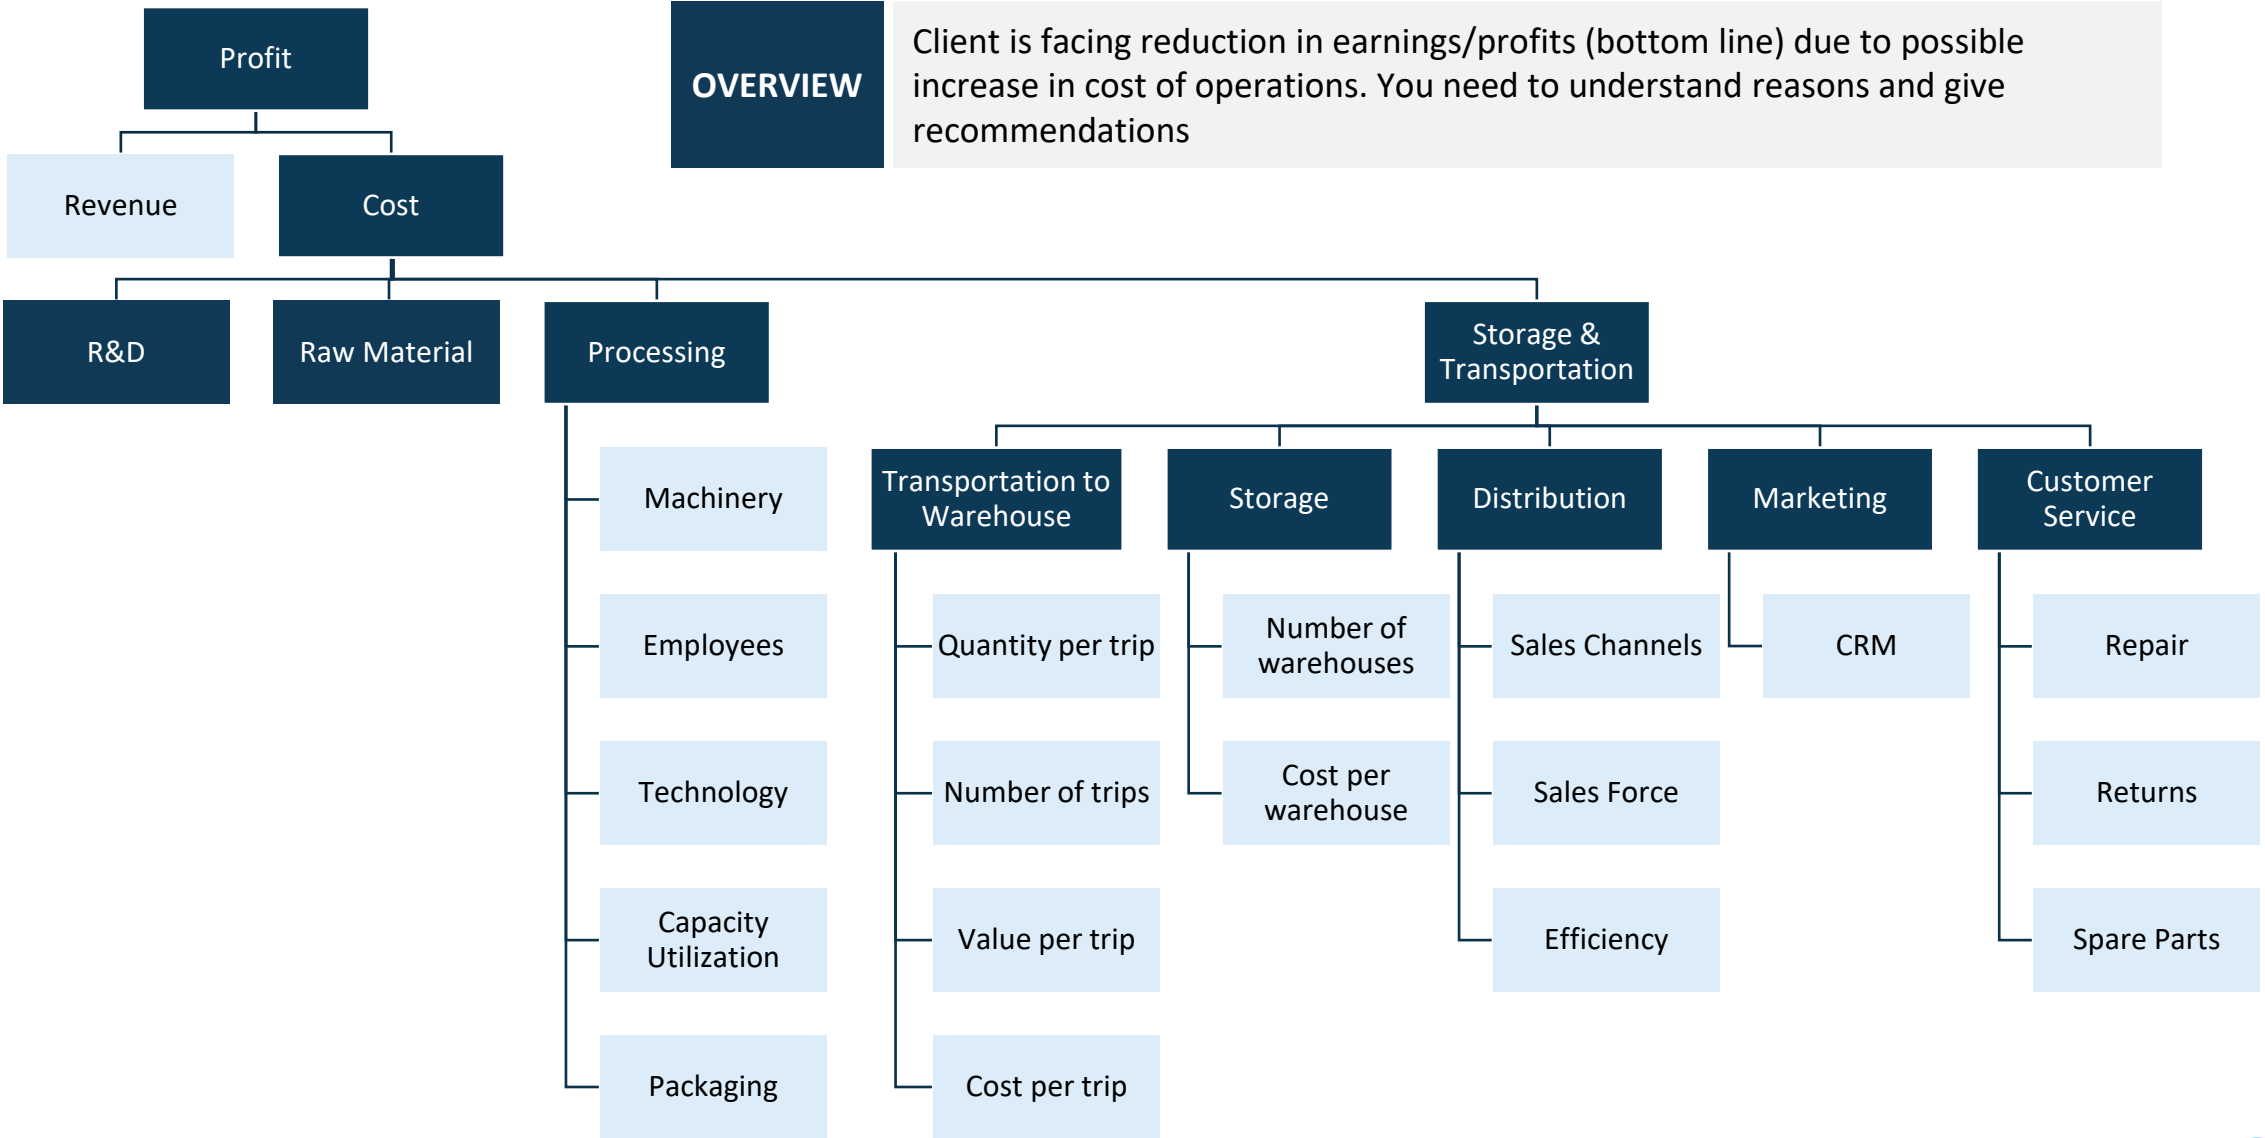 Profit
OVERVIEW
Client is facing reduction in earnings/profits (bottom line) due to possible
increase in cost of operations. You need to understand reasons and give
recommendations
Revenue
Cost
R&D
Raw Material
Processing
Storage &
Transportation
Machinery
Employees
Technology
Capacity
Utilization
Packaging
Transportation to
Warehouse
Quantity per trip
Number of trips
Value per trip
Cost per trip
Storage
Number of
warehouses
Cost per
warehouse
Distribution
Sales Channels
Sales Force
Efficiency
Marketing
CRM
Customer
Service
Repair
Returns
Spare Parts